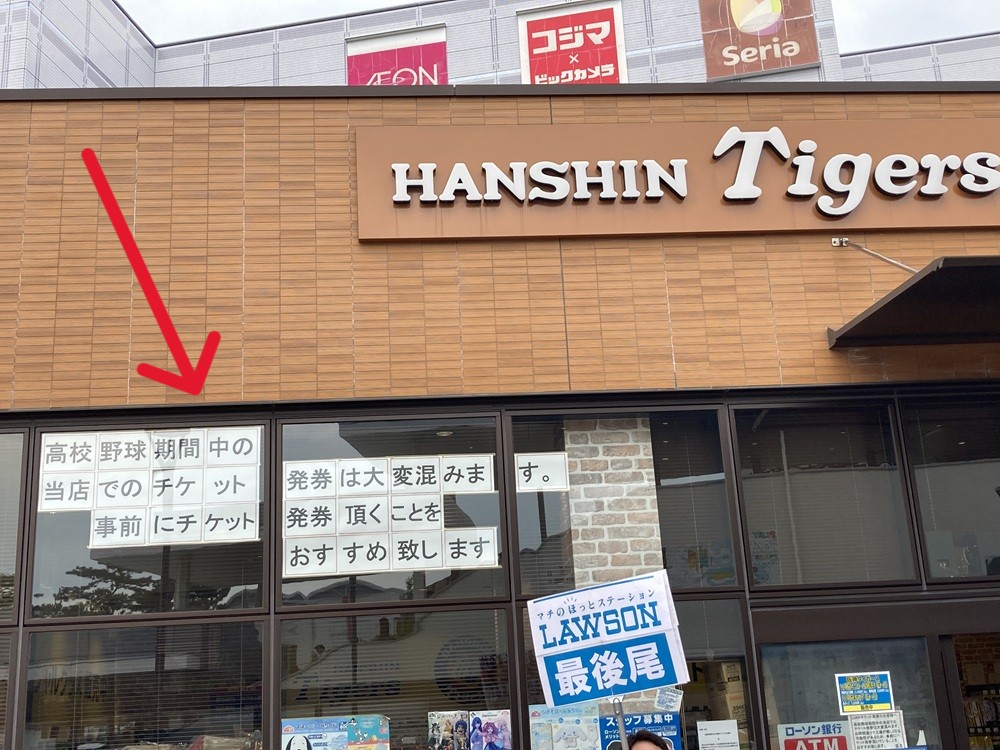 ÆON
コジマ
×
ビックカメラ
Seria
HANSHIN Tigers
高校野球期間中の
当店でのチケット発券は大変混みます。
事前にチケット発券頂くことを
おすすめ致します
マチのほっとステーション
LAWSON
最後尾
スタッフ募集中
ローソン銀行
ATM